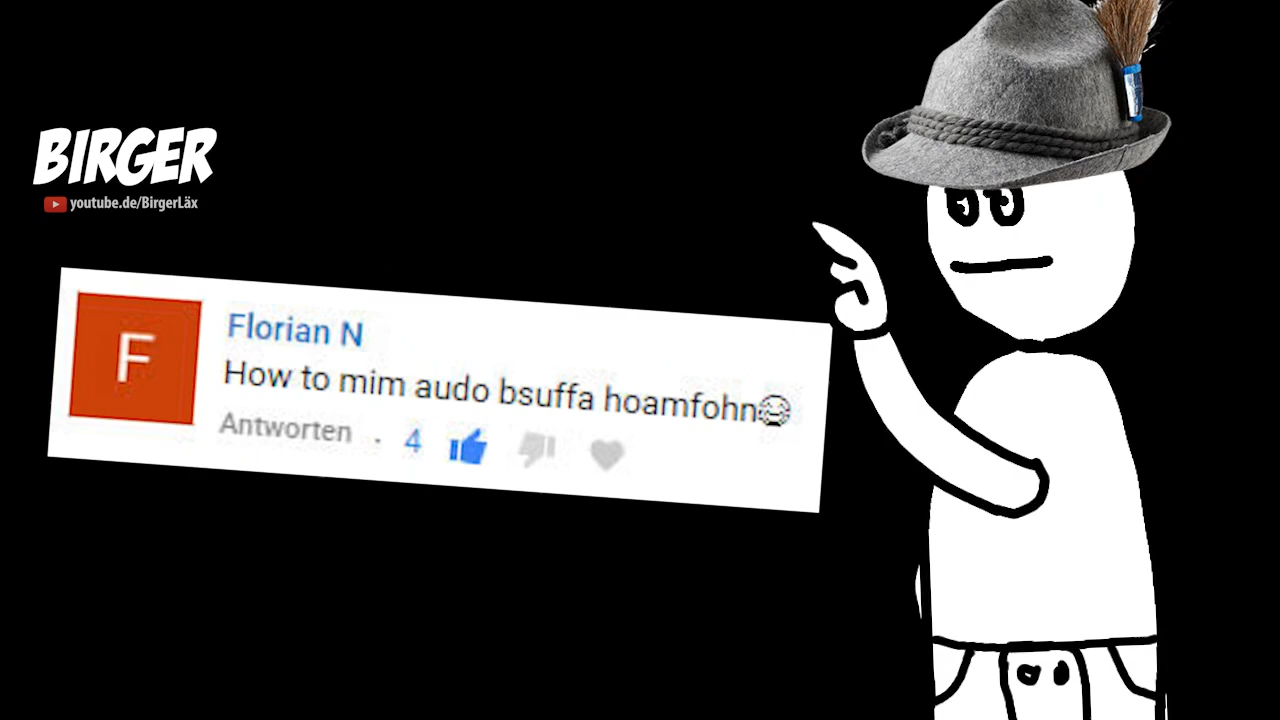 BIRGER
youtube.de/BirgerLäx
F
Florian N
How to mim audo bsuffa hoamfohn😂
Antworten . 4